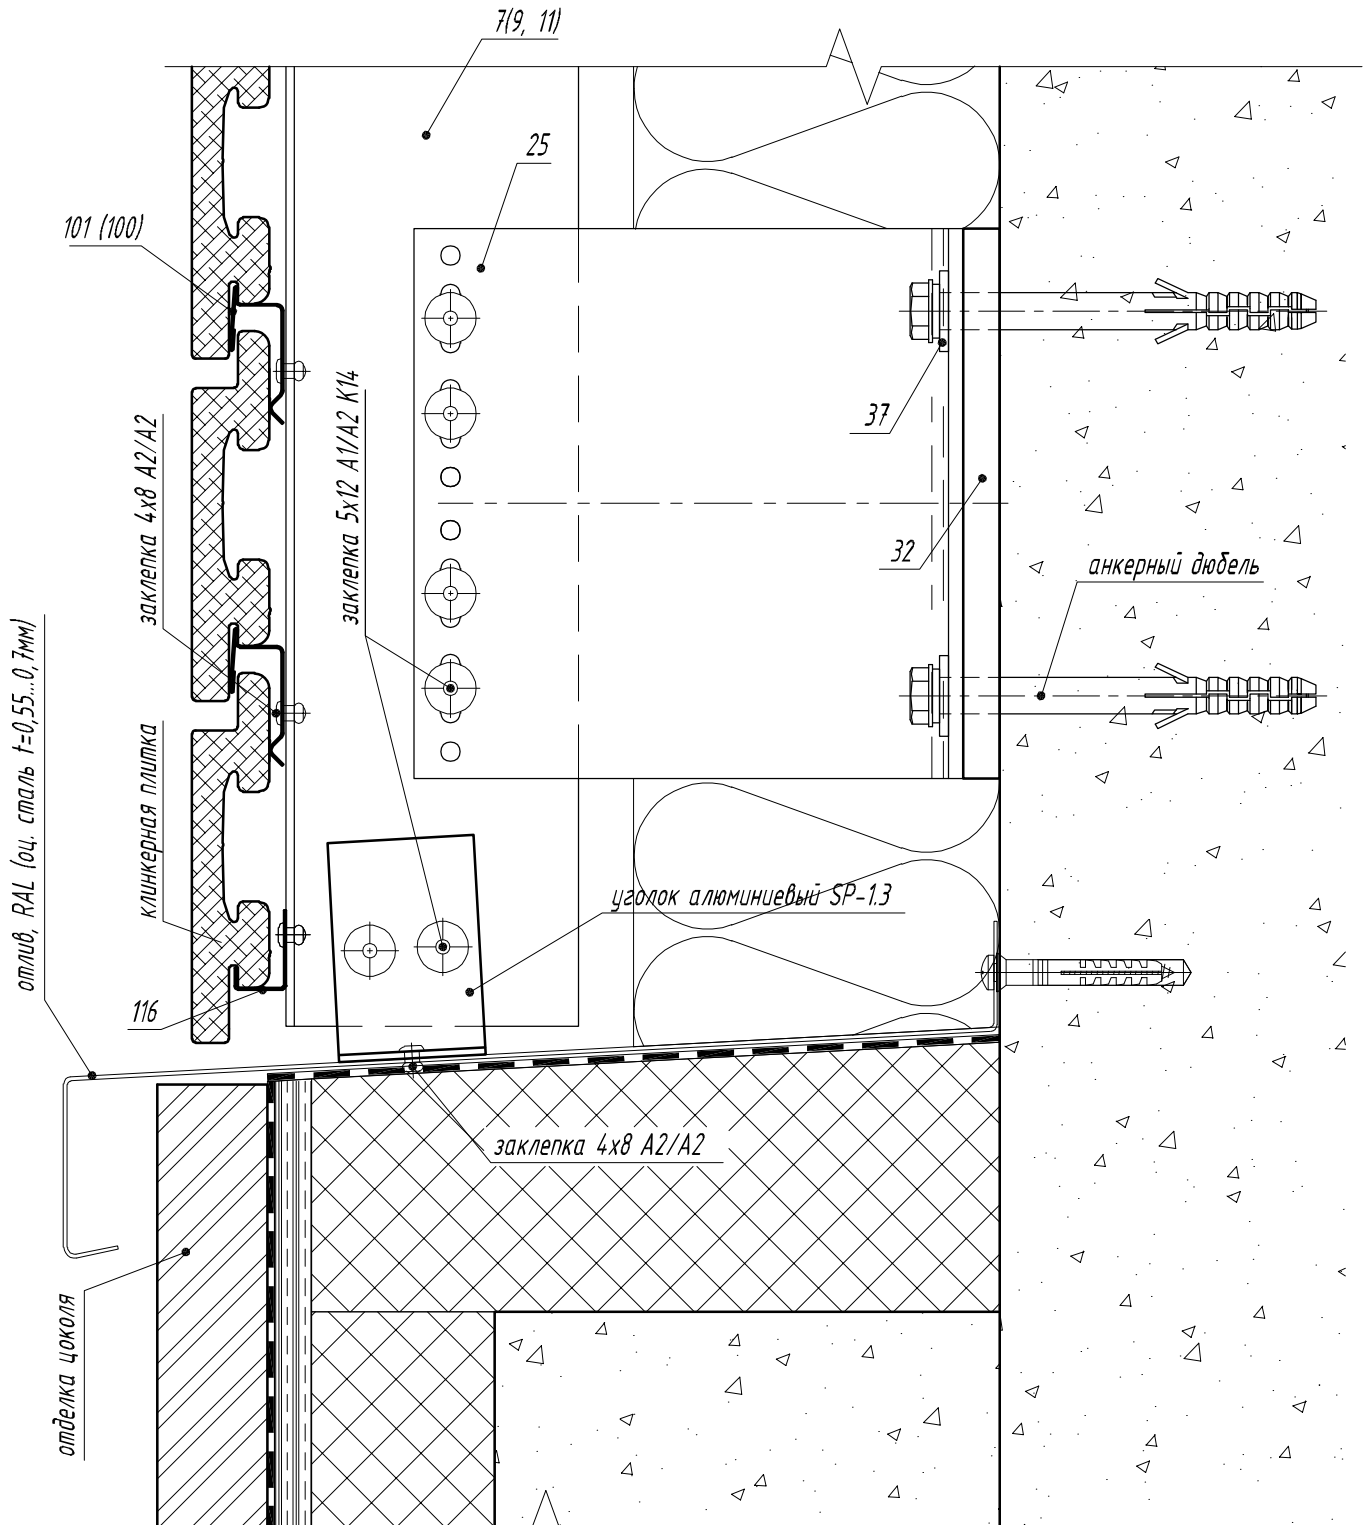 7(9, 11)
25
101 (100)
заклепка 4х8 А2/А2
заклепка 5х12 А1/А2 К14
37
32
анкерный дюбель
отлив, RAL (оц. сталь t=0,55...0,7мм)
клинкерная плитка
уголок алюминиевый SP-1.3
116
заклепка 4х8 А2/А2
отделка цоколя